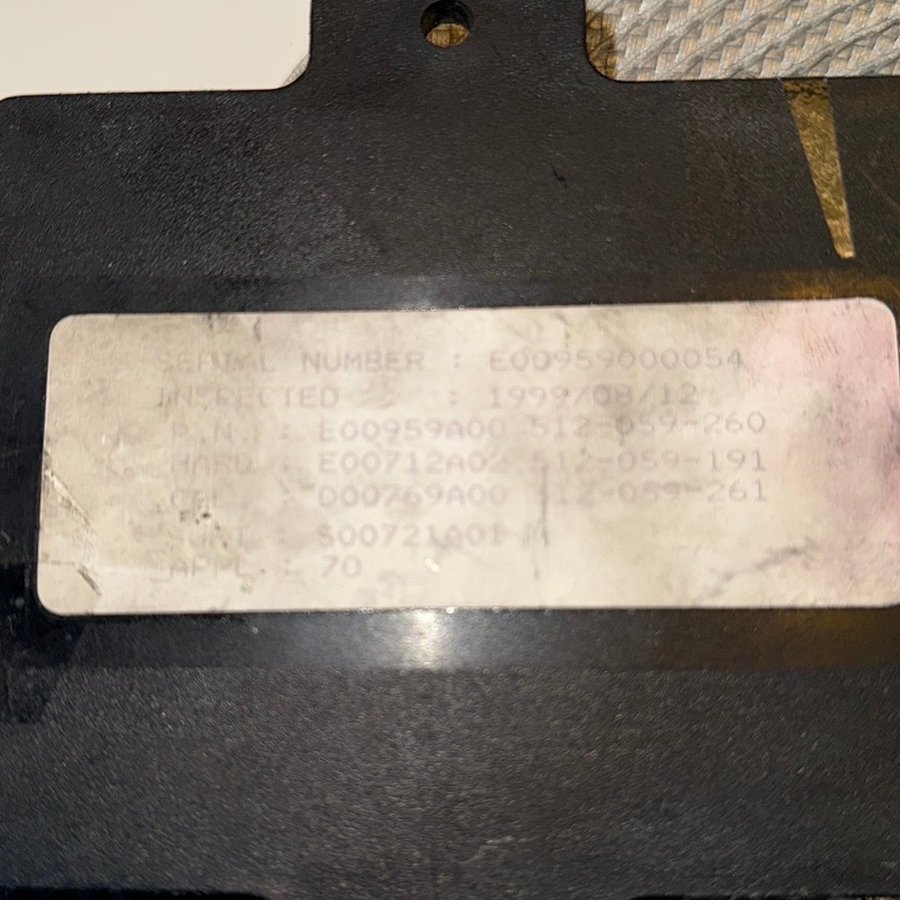 SERIAL NUMBER : E00959000054
INSPECTED : 1999/08/12
P.N. : E00959A00 512-059-260
HARD : E00712A02 512-059-191
: D00769A00 512-059-261
: S00721A01
APPL. : 70